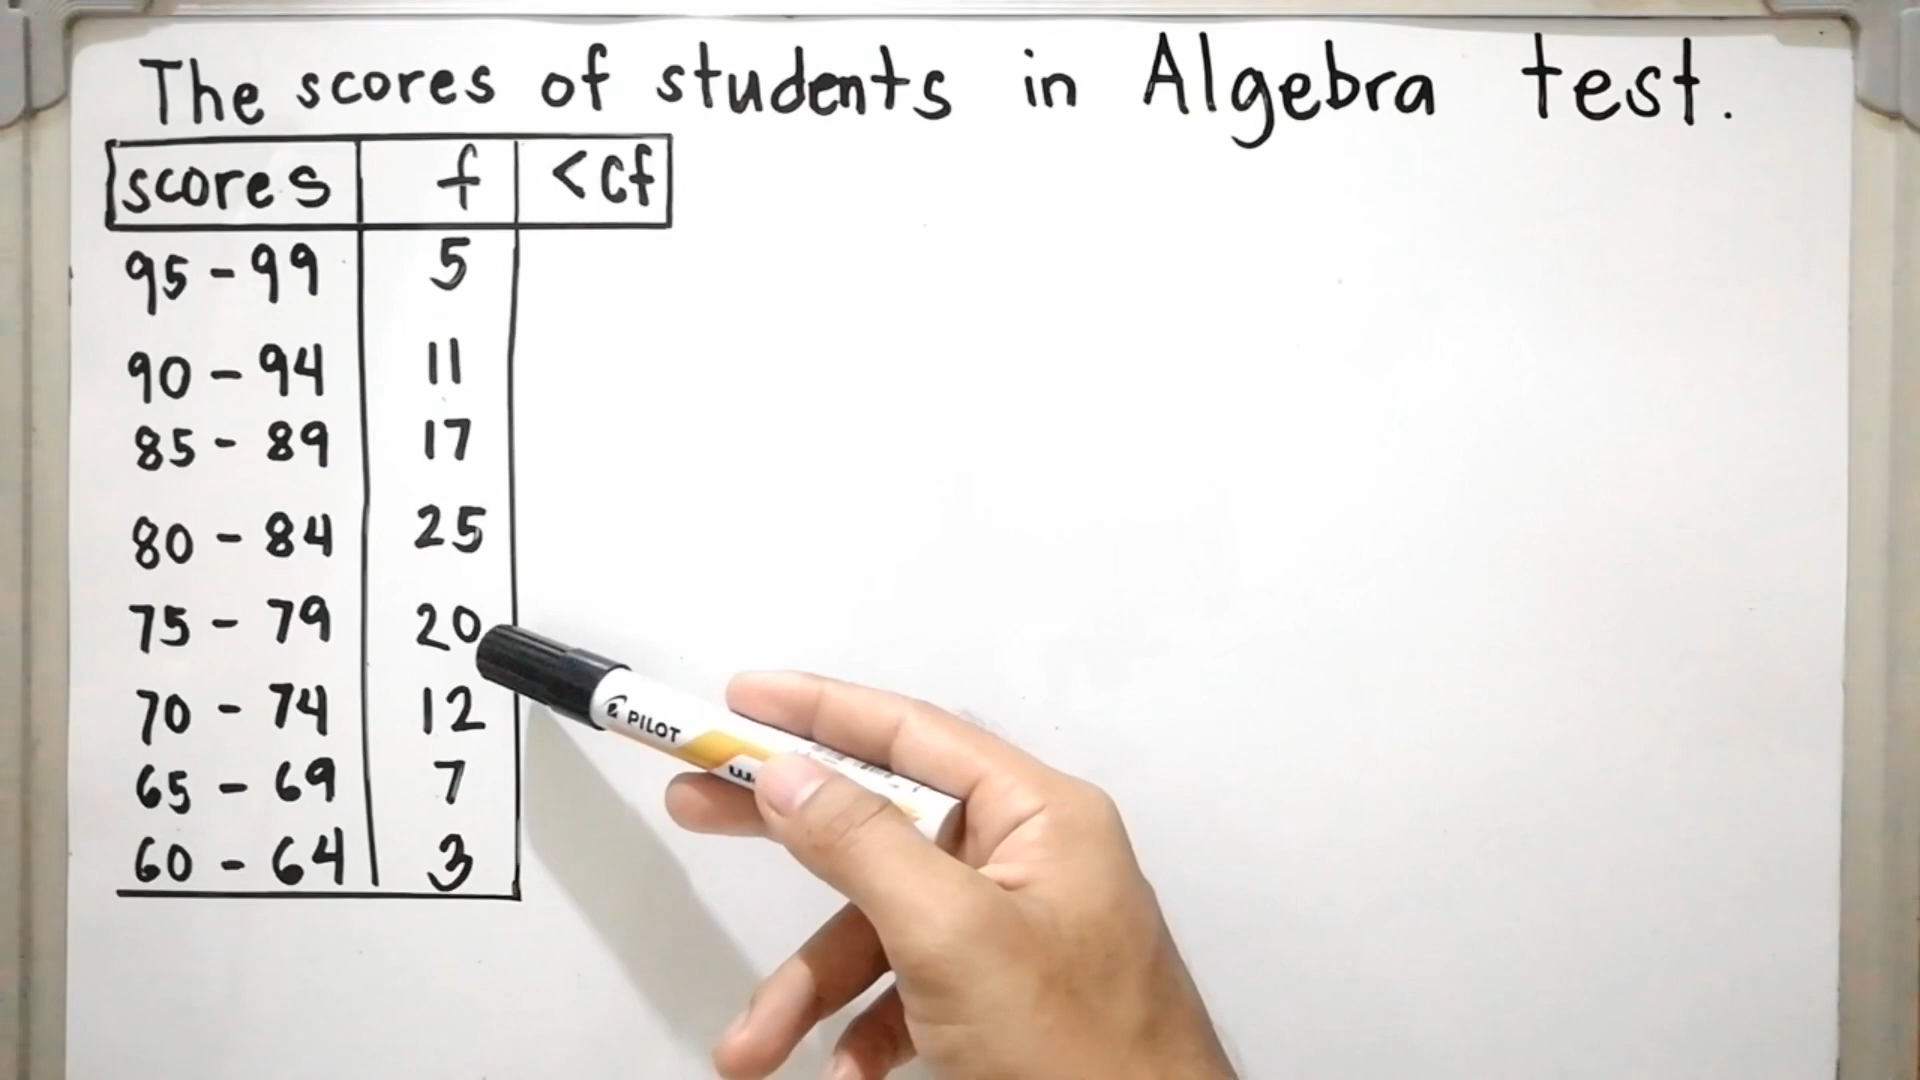 The scores of students in Algebra test.
scores f <cf
95 - 99 5
90 - 94 11
85 - 89 17
80 - 84 25
75 - 79 20
70 - 74 12
65 - 69 7
60 - 64 3
PILOT